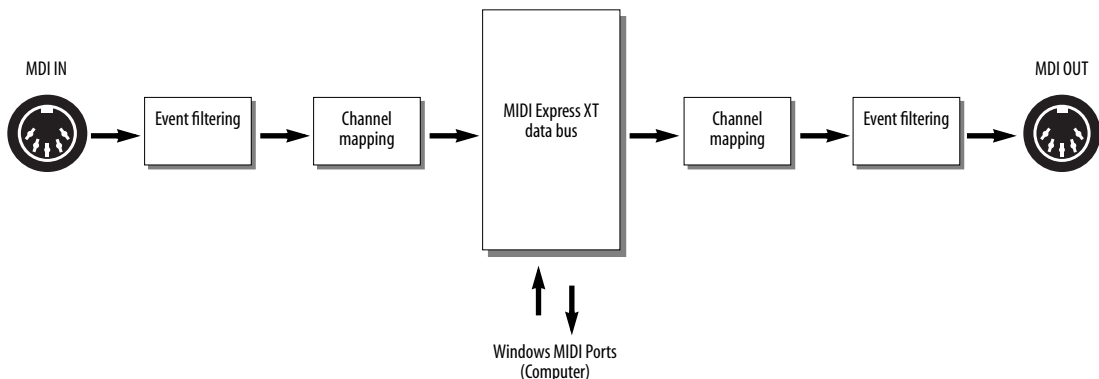 MDI IN
Event filtering
Channel
mapping
MIDI Express XT
data bus
Channel
mapping
Event filtering
MDI OUT
Windows MIDI Ports
(Computer)